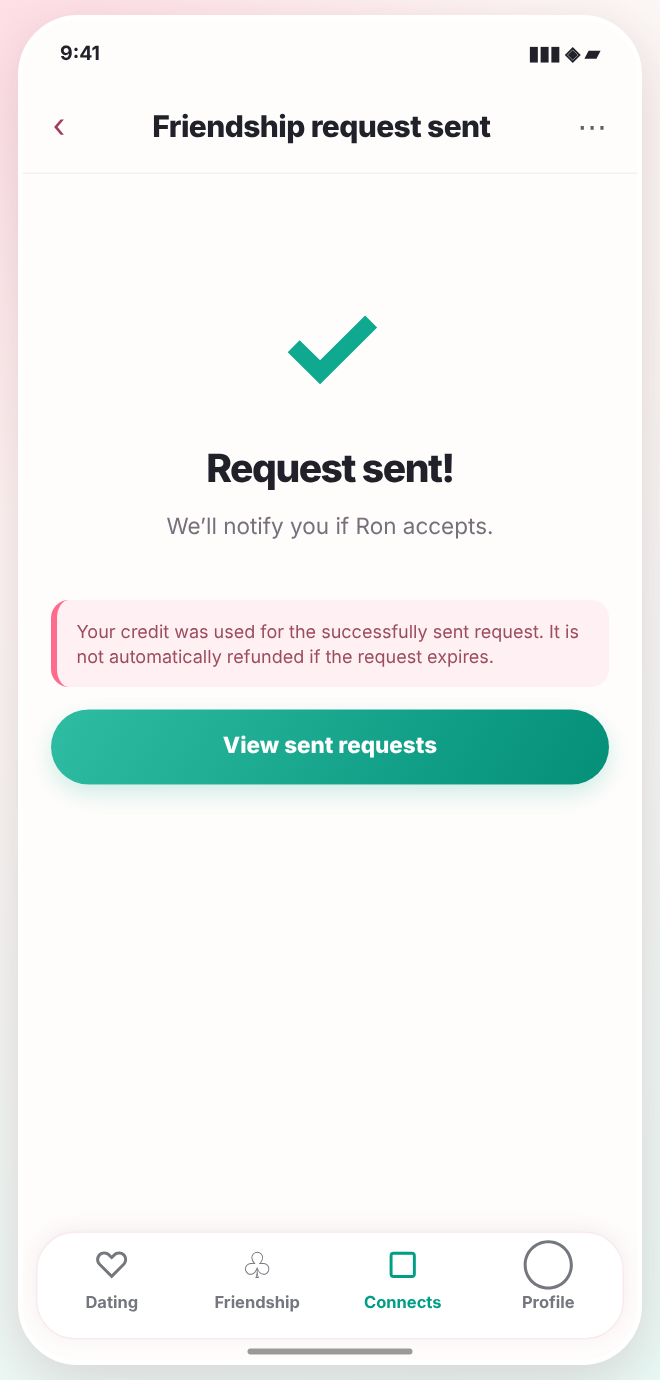 9:41
Friendship request sent
Request sent!
We’ll notify you if Ron accepts.
Your credit was used for the successfully sent request. It is
not automatically refunded if the request expires.
View sent requests
Dating
Friendship
Connects
Profile